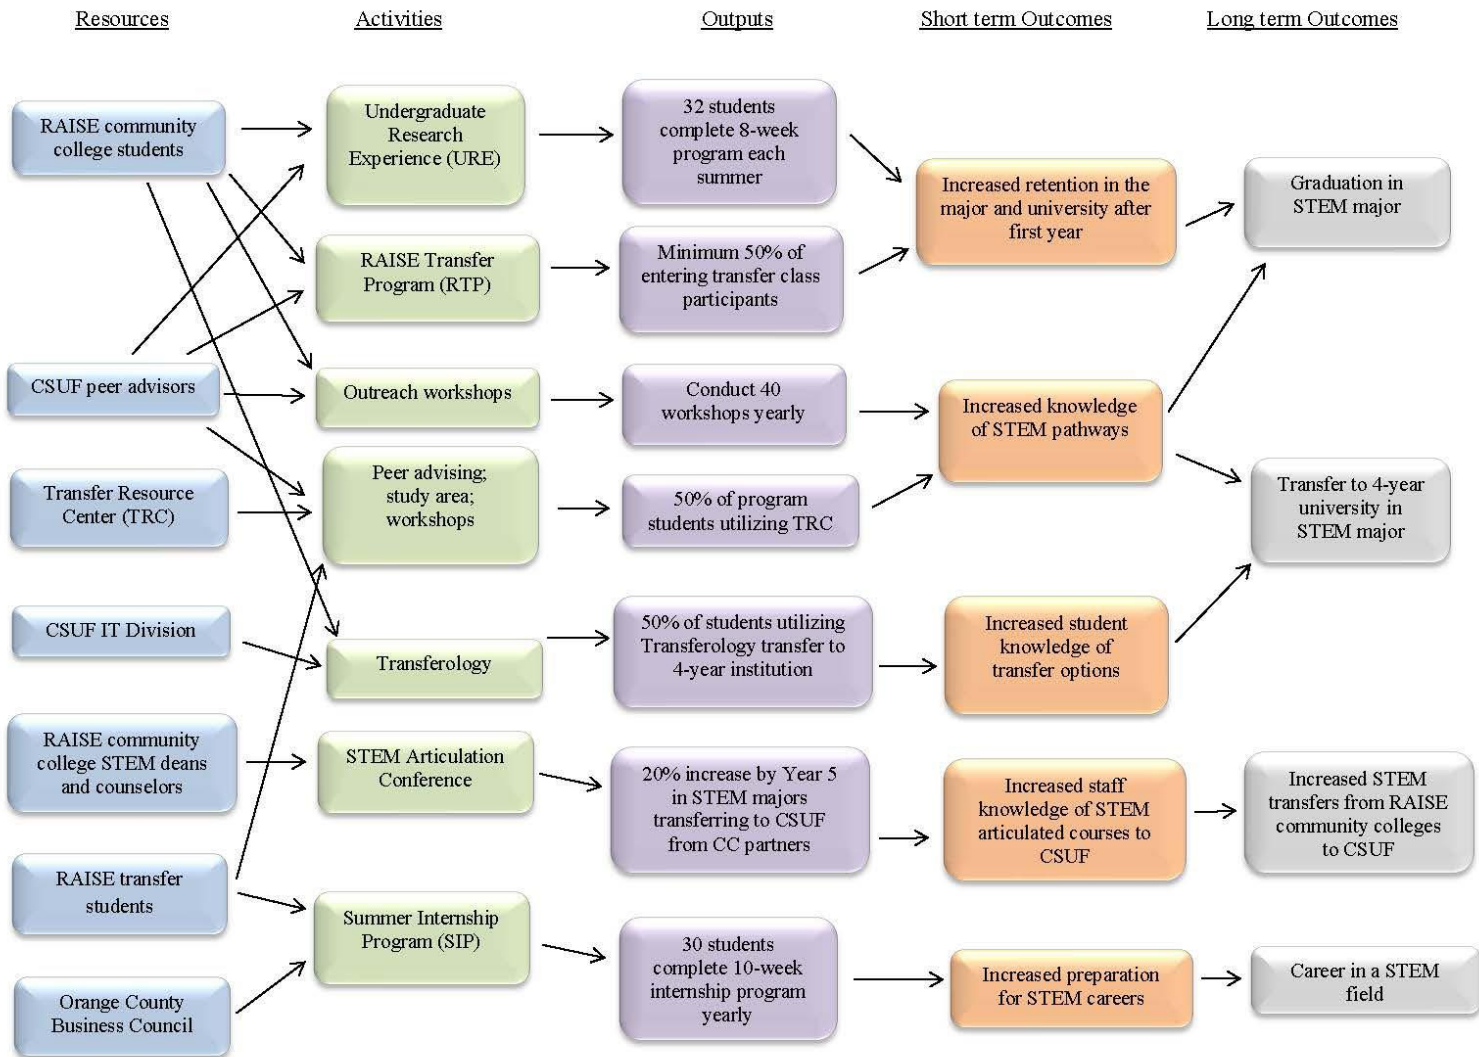 Resources
Activities
Outputs
Short term Outcomes
Long term Outcomes
RAISE community
college students
CSUF peer advisors
Transfer Resource
Center (TRC)
CSUF IT Division
RAISE community
college STEM deans
and counselors
RAISE transfer
students
Orange County
Business Council
Undergraduate
Research
Experience (URE)
RAISE Transfer
Program (RTP)
Outreach workshops
Peer advising;
study area;
workshops
Transferology
STEM Articulation
Conference
Summer Internship
Program (SIP)
32 students
complete 8-week
program each
summer
Minimum 50% of
entering transfer class
participants
Conduct 40
workshops yearly
50% of program
students utilizing TRC
50% of students utilizing
Transferology transfer to
4-year institution
20% increase by Year 5
in STEM majors
transferring to CSUF
from CC partners
30 students
complete 10-week
internship program
yearly
Increased retention in the
major and university after
first year
Increased knowledge
of STEM pathways
Increased student
knowledge of
transfer options
Increased staff
knowledge of STEM
articulated courses to
CSUF
Increased preparation
for STEM careers
Graduation in
STEM major
Transfer to 4-year
university in
STEM major
Increased STEM
transfers from RAISE
community colleges
to CSUF
Career in a STEM
field